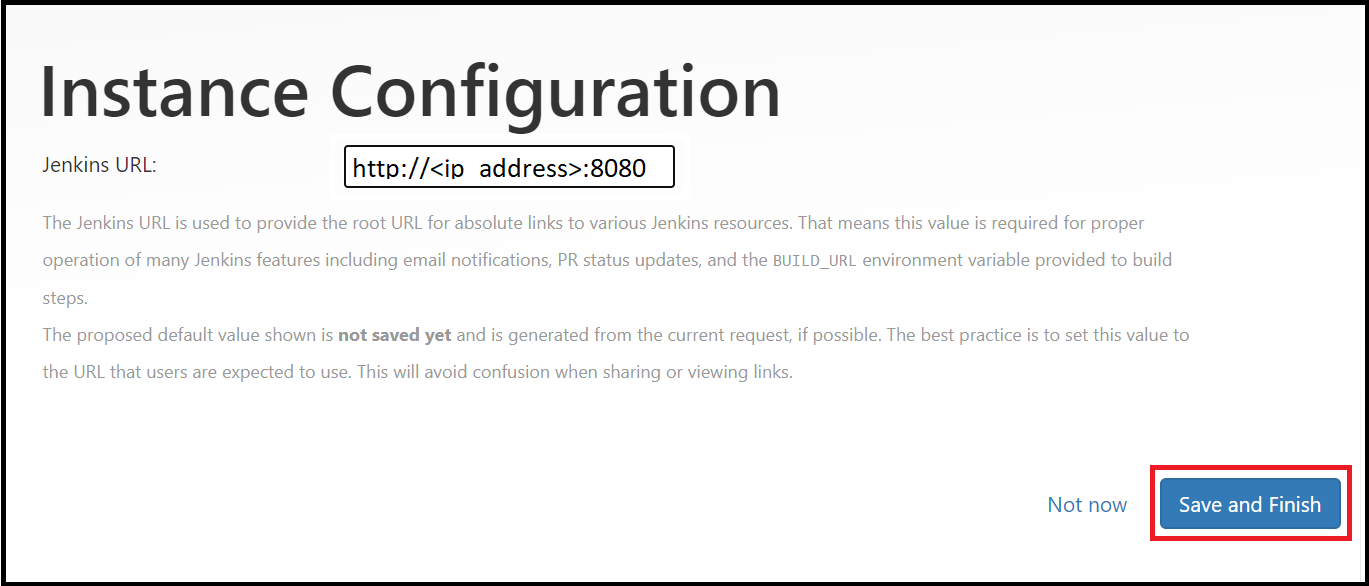 Instance Configuration
Jenkins URL:
http://<ip_address>:8080
The Jenkins URL is used to provide the root URL for absolute links to various Jenkins resources. That means this value is required for proper
operation of many Jenkins features including email notifications, PR status updates, and the BUILD_URL environment variable provided to build
steps.
The proposed default value shown is not saved yet and is generated from the current request, if possible. The best practice is to set this value to
the URL that users are expected to use. This will avoid confusion when sharing or viewing links.
Not now
Save and Finish